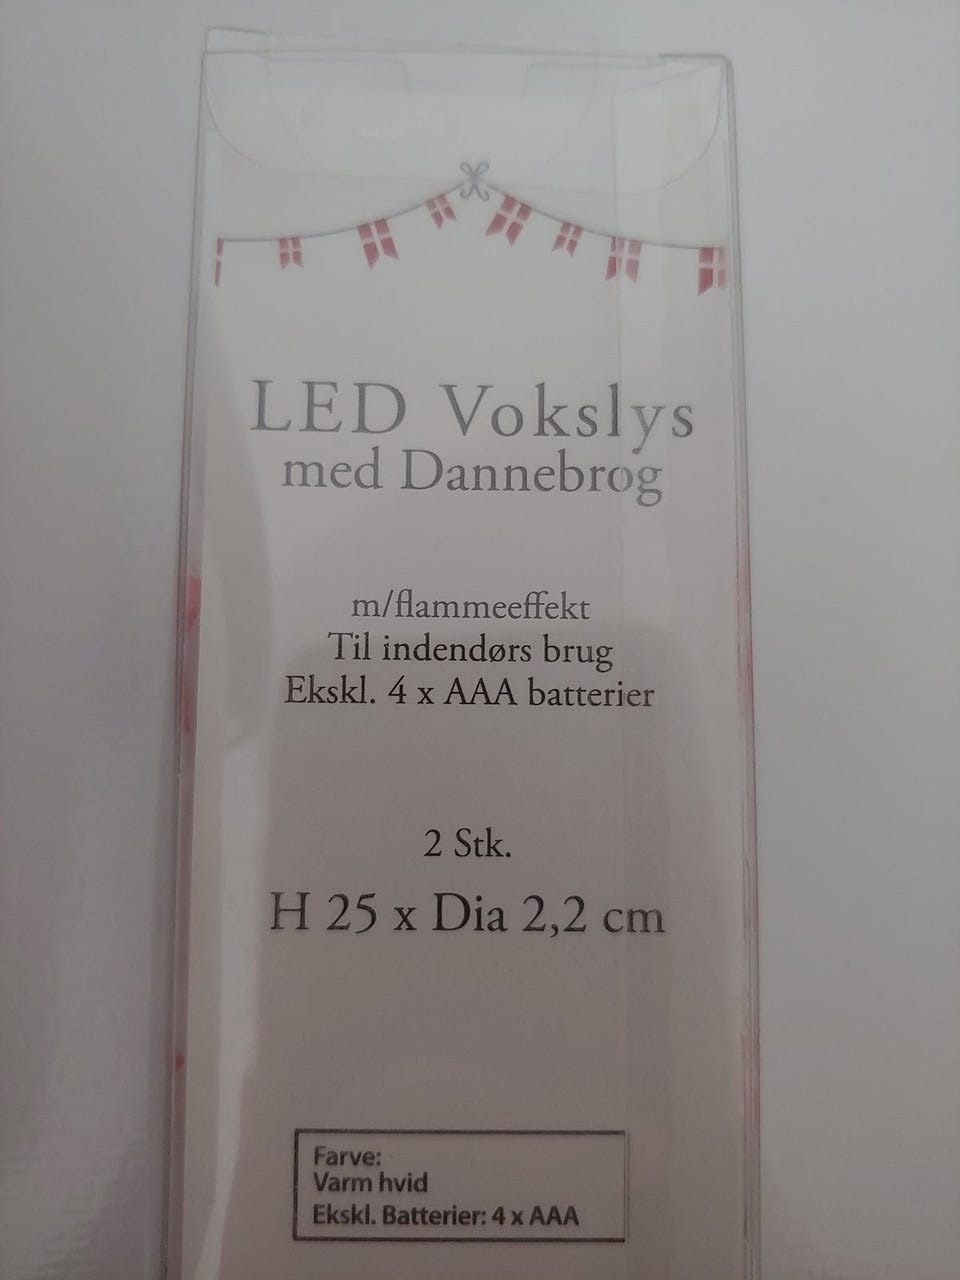 LED Vokslys
med Dannebrog
m/flammeeffekt
Til indendørs brug
Ekskl. 4 x AAA batterier
2 Stk.
H 25 x Dia 2,2 cm
Farve:
Varm hvid
Ekskl. Batterier: 4 x AAA